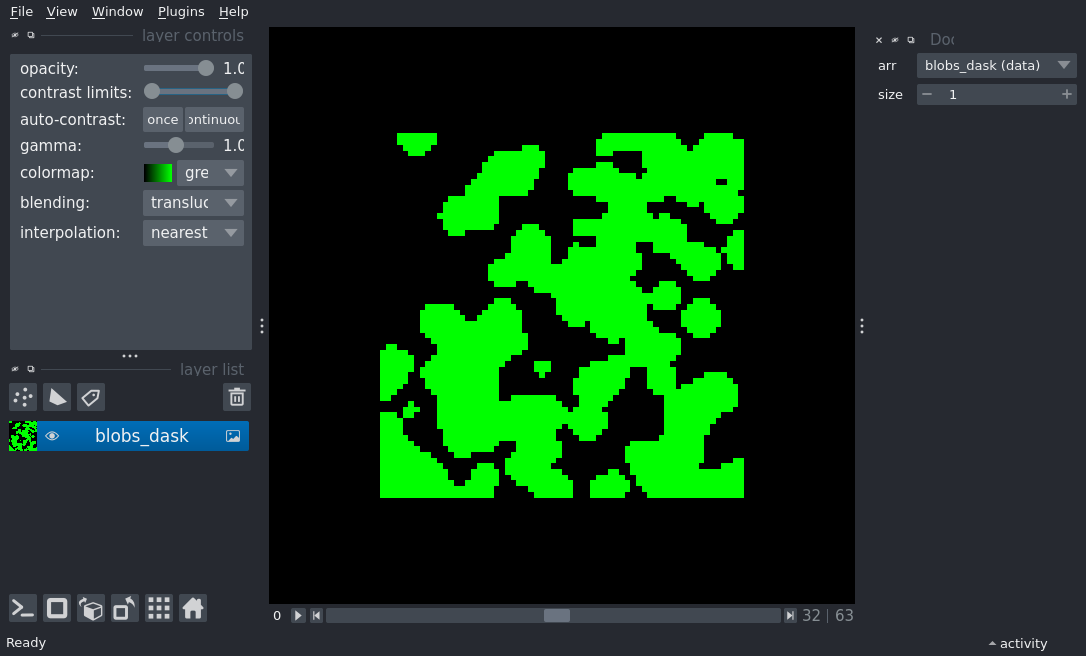 File View Window Plugins Help
layer controls
opacity: 1.0
contrast limits:
auto-contrast: once ontinuou
gamma: 1.0
colormap: gre
blending: transluc
interpolation: nearest
layer list
blobs_dask
0 32 | 63
Ready
activity
Doc
arr blobs_dask (data)
size 1